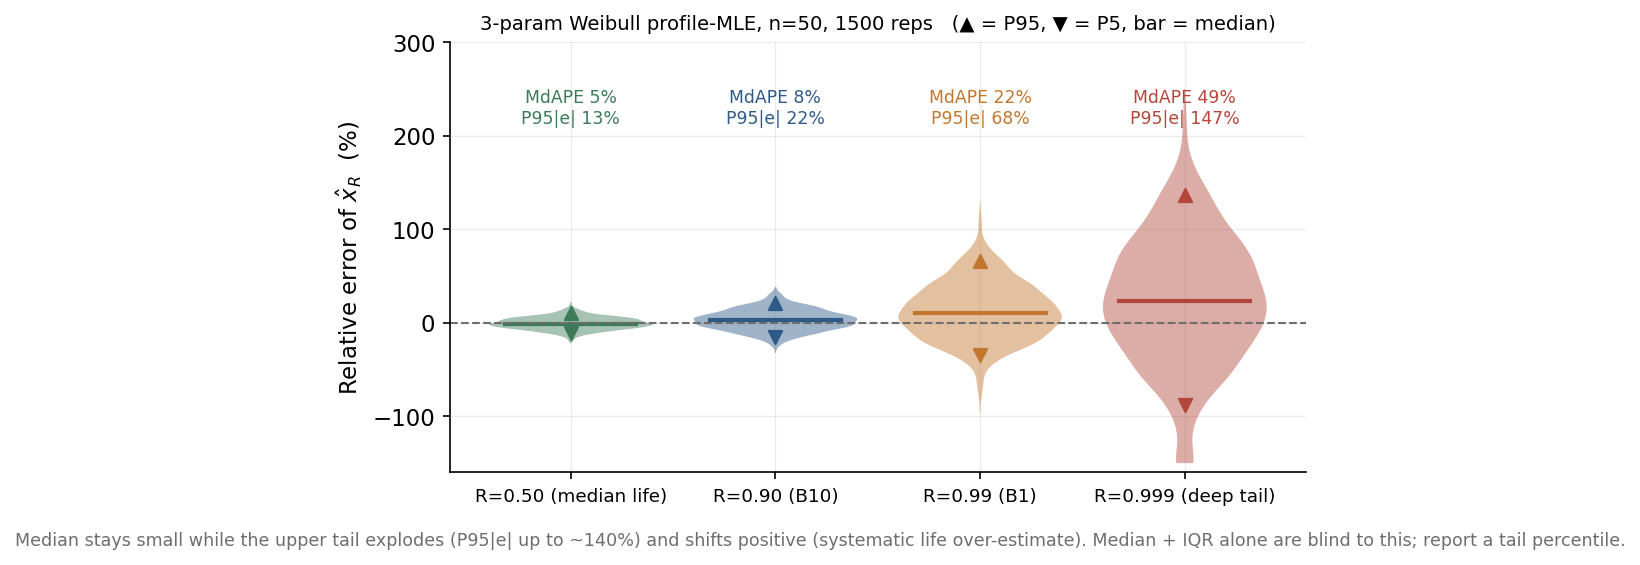 3-param Weibull profile-MLE, n=50, 1500 reps (▲ = P95, ▼ = P5, bar = median)
300
200
100
0
−100
Relative error of x̂_R (%)
MdAPE 5%
P95|e| 13%
MdAPE 8%
P95|e| 22%
MdAPE 22%
P95|e| 68%
MdAPE 49%
P95|e| 147%
R=0.50 (median life)
R=0.90 (B10)
R=0.99 (B1)
R=0.999 (deep tail)
Median stays small while the upper tail explodes (P95|e| up to ~140%) and shifts positive (systematic life over-estimate). Median + IQR alone are blind to this; report a tail percentile.